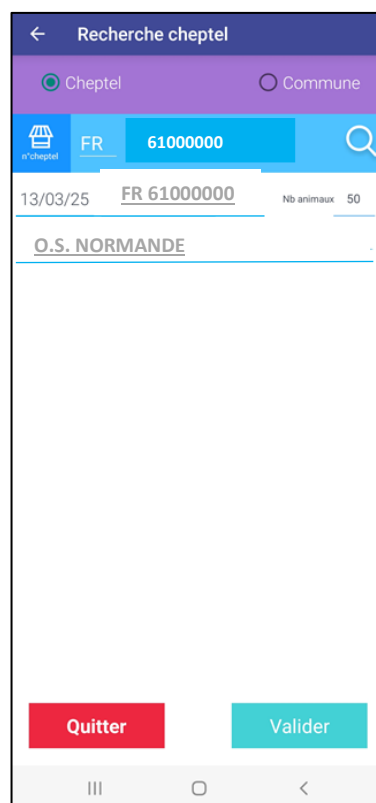 Recherche cheptel
Cheptel Commune
n°cheptel FR 61000000
13/03/25 FR 61000000 Nb animaux 50
O.S. NORMANDE
Quitter Valider